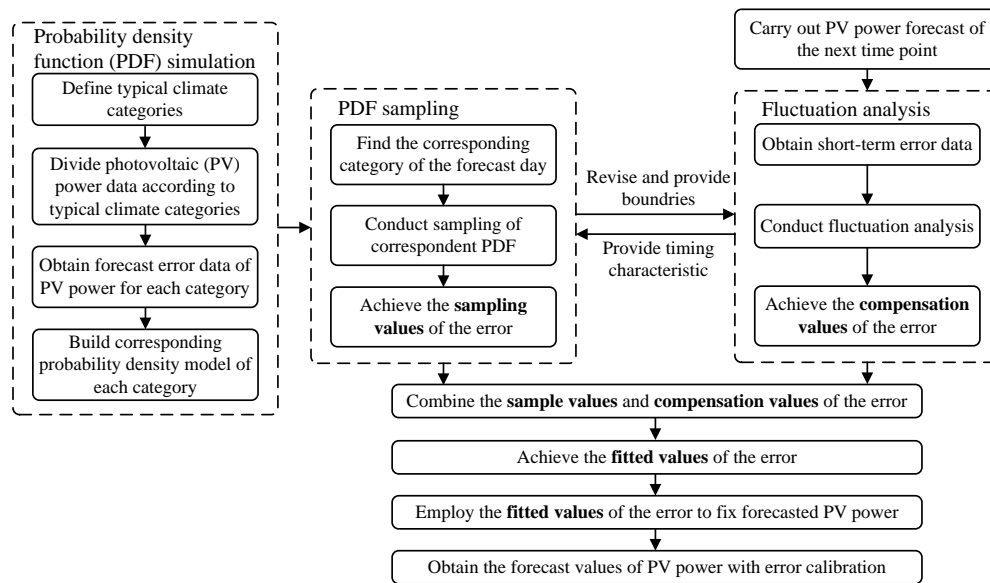 Probability density
function (PDF) simulation
Define typical climate
categories
Divide photovoltaic (PV)
power data according to
typical climate categories
Obtain forecast error data of
PV power for each category
Build corresponding
probability density model of
each category
PDF sampling
Find the corresponding
category of the forecast day
Conduct sampling of
correspondent PDF
Achieve the sampling
values of the error
Revise and provide
boundries
Provide timing
characteristic
Carry out PV power forecast of
the next time point
Fluctuation analysis
Obtain short-term error data
Conduct fluctuation analysis
Achieve the compensation
values of the error
Combine the sample values and compensation values of the error
Achieve the fitted values of the error
Employ the fitted values of the error to fix forecasted PV power
Obtain the forecast values of PV power with error calibration